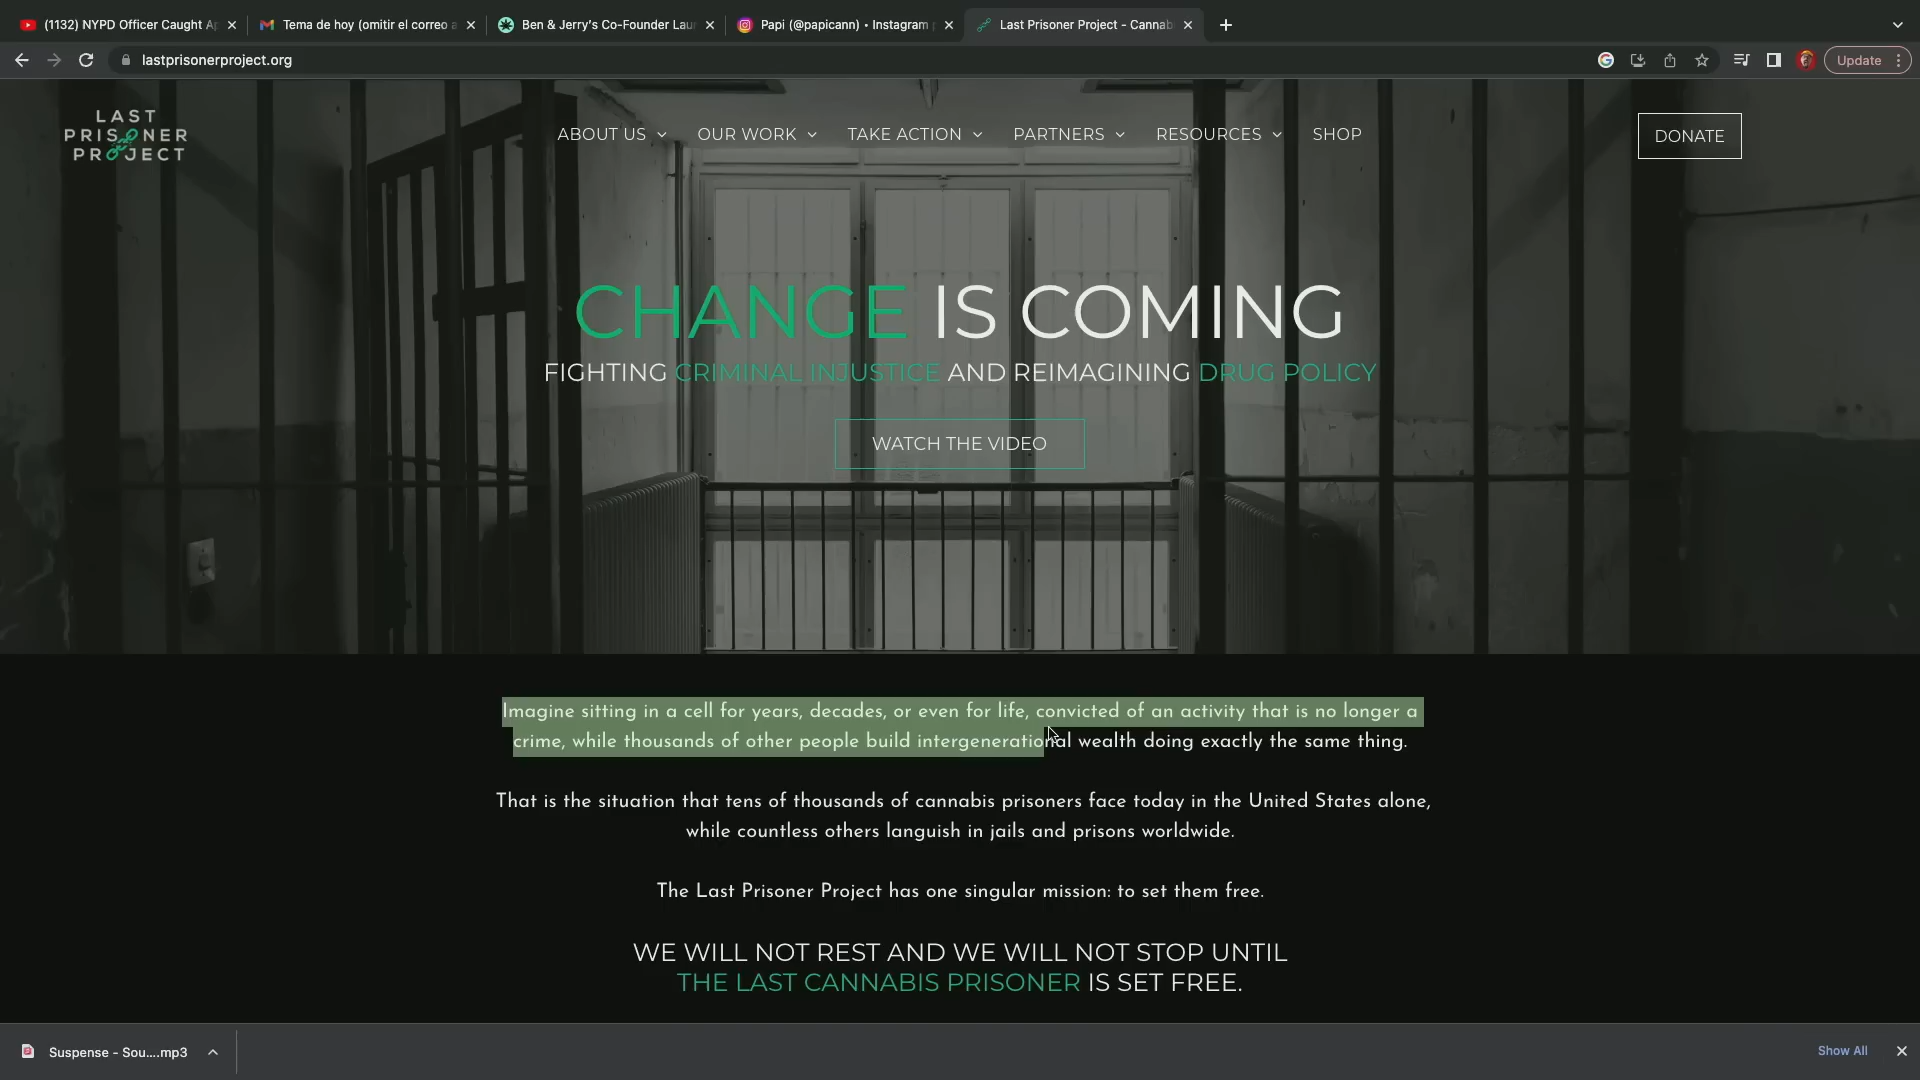 (1132) NYPD Officer Caught Ap
Tema de hoy (omitir el correo a
Ben & Jerry's Co-Founder Lau
Papi (@papicann) • Instagram p
Last Prisoner Project - Cannab
lastprisonerproject.org
Update
LAST
PRISONER
PROJECT
ABOUT US
OUR WORK
TAKE ACTION
PARTNERS
RESOURCES
SHOP
DONATE
CHANGE IS COMING
FIGHTING CRIMINAL INJUSTICE AND REIMAGINING DRUG POLICY
WATCH THE VIDEO
Imagine sitting in a cell for years, decades, or even for life, convicted of an activity that is no longer a
crime, while thousands of other people build intergenerational wealth doing exactly the same thing.
That is the situation that tens of thousands of cannabis prisoners face today in the United States alone,
while countless others languish in jails and prisons worldwide.
The Last Prisoner Project has one singular mission: to set them free.
WE WILL NOT REST AND WE WILL NOT STOP UNTIL
THE LAST CANNABIS PRISONER IS SET FREE.
Suspense - Sou....mp3
Show All